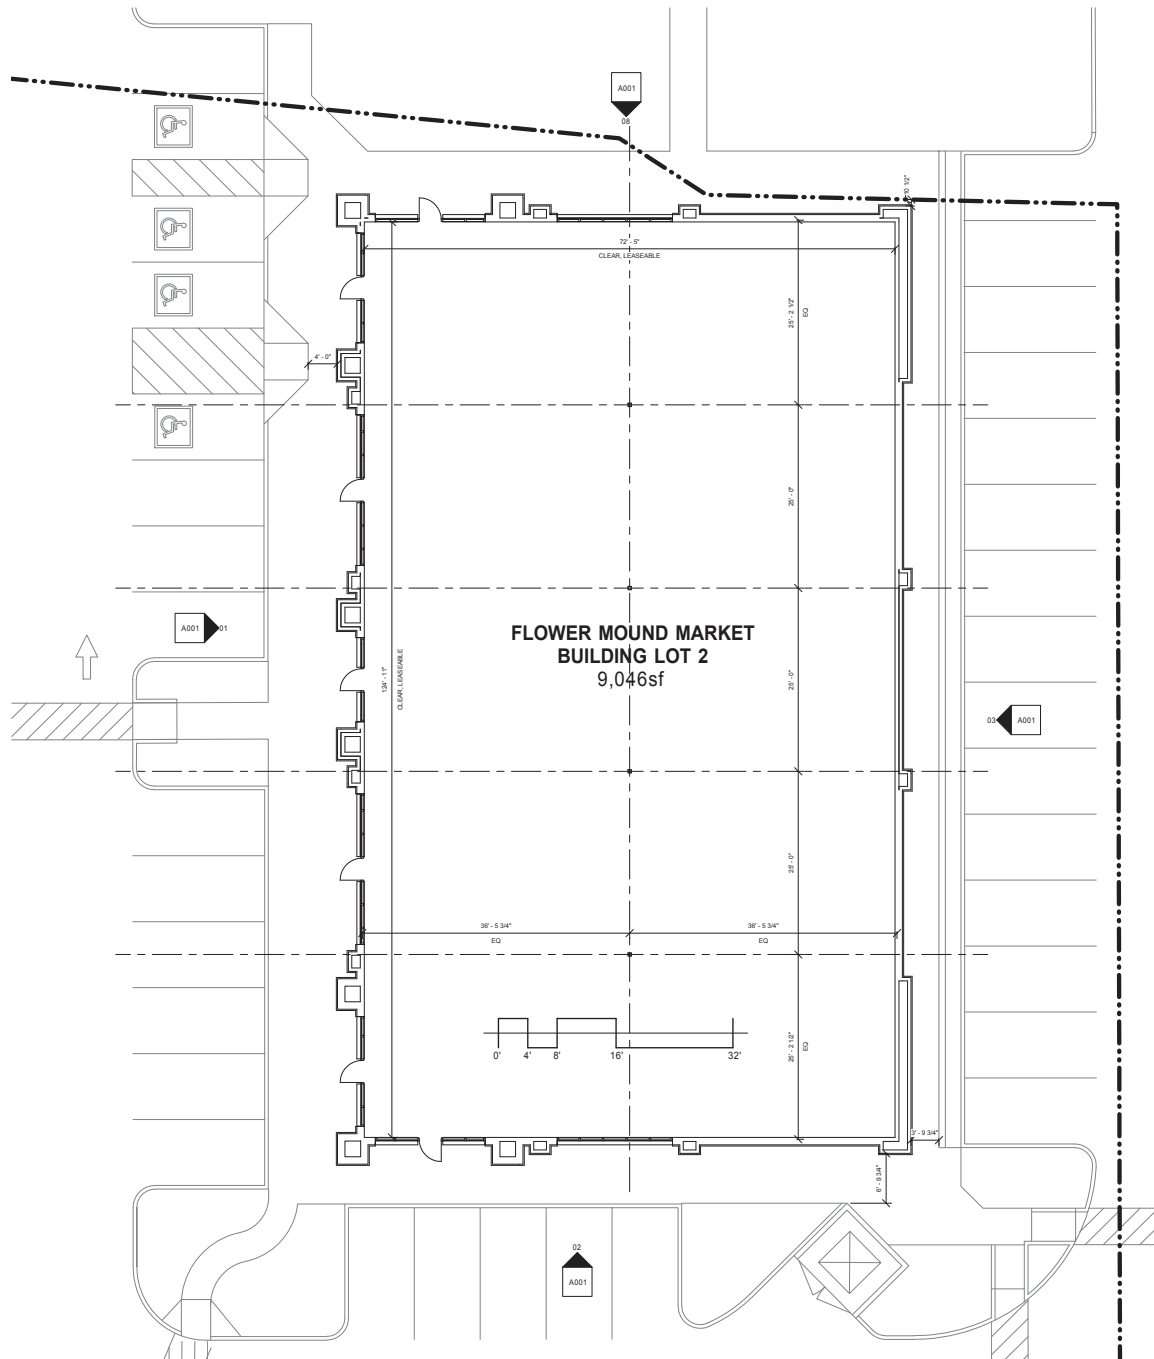 A001
08
10 1/2"
72' - 5"
CLEAR, LEASEABLE
25' - 2 1/2"
EQ
4' - 0"
25' - 0"
A001
01
FLOWER MOUND MARKET
BUILDING LOT 2
9,046sf
124' - 11"
CLEAR, LEASEABLE
25' - 0"
03
A001
25' - 0"
36' - 5 3/4"
EQ
36' - 5 3/4"
EQ
25' - 2 1/2"
EQ
0' 4' 8' 16' 32'
3' - 9 3/4"
6' - 9 3/4"
02
A001